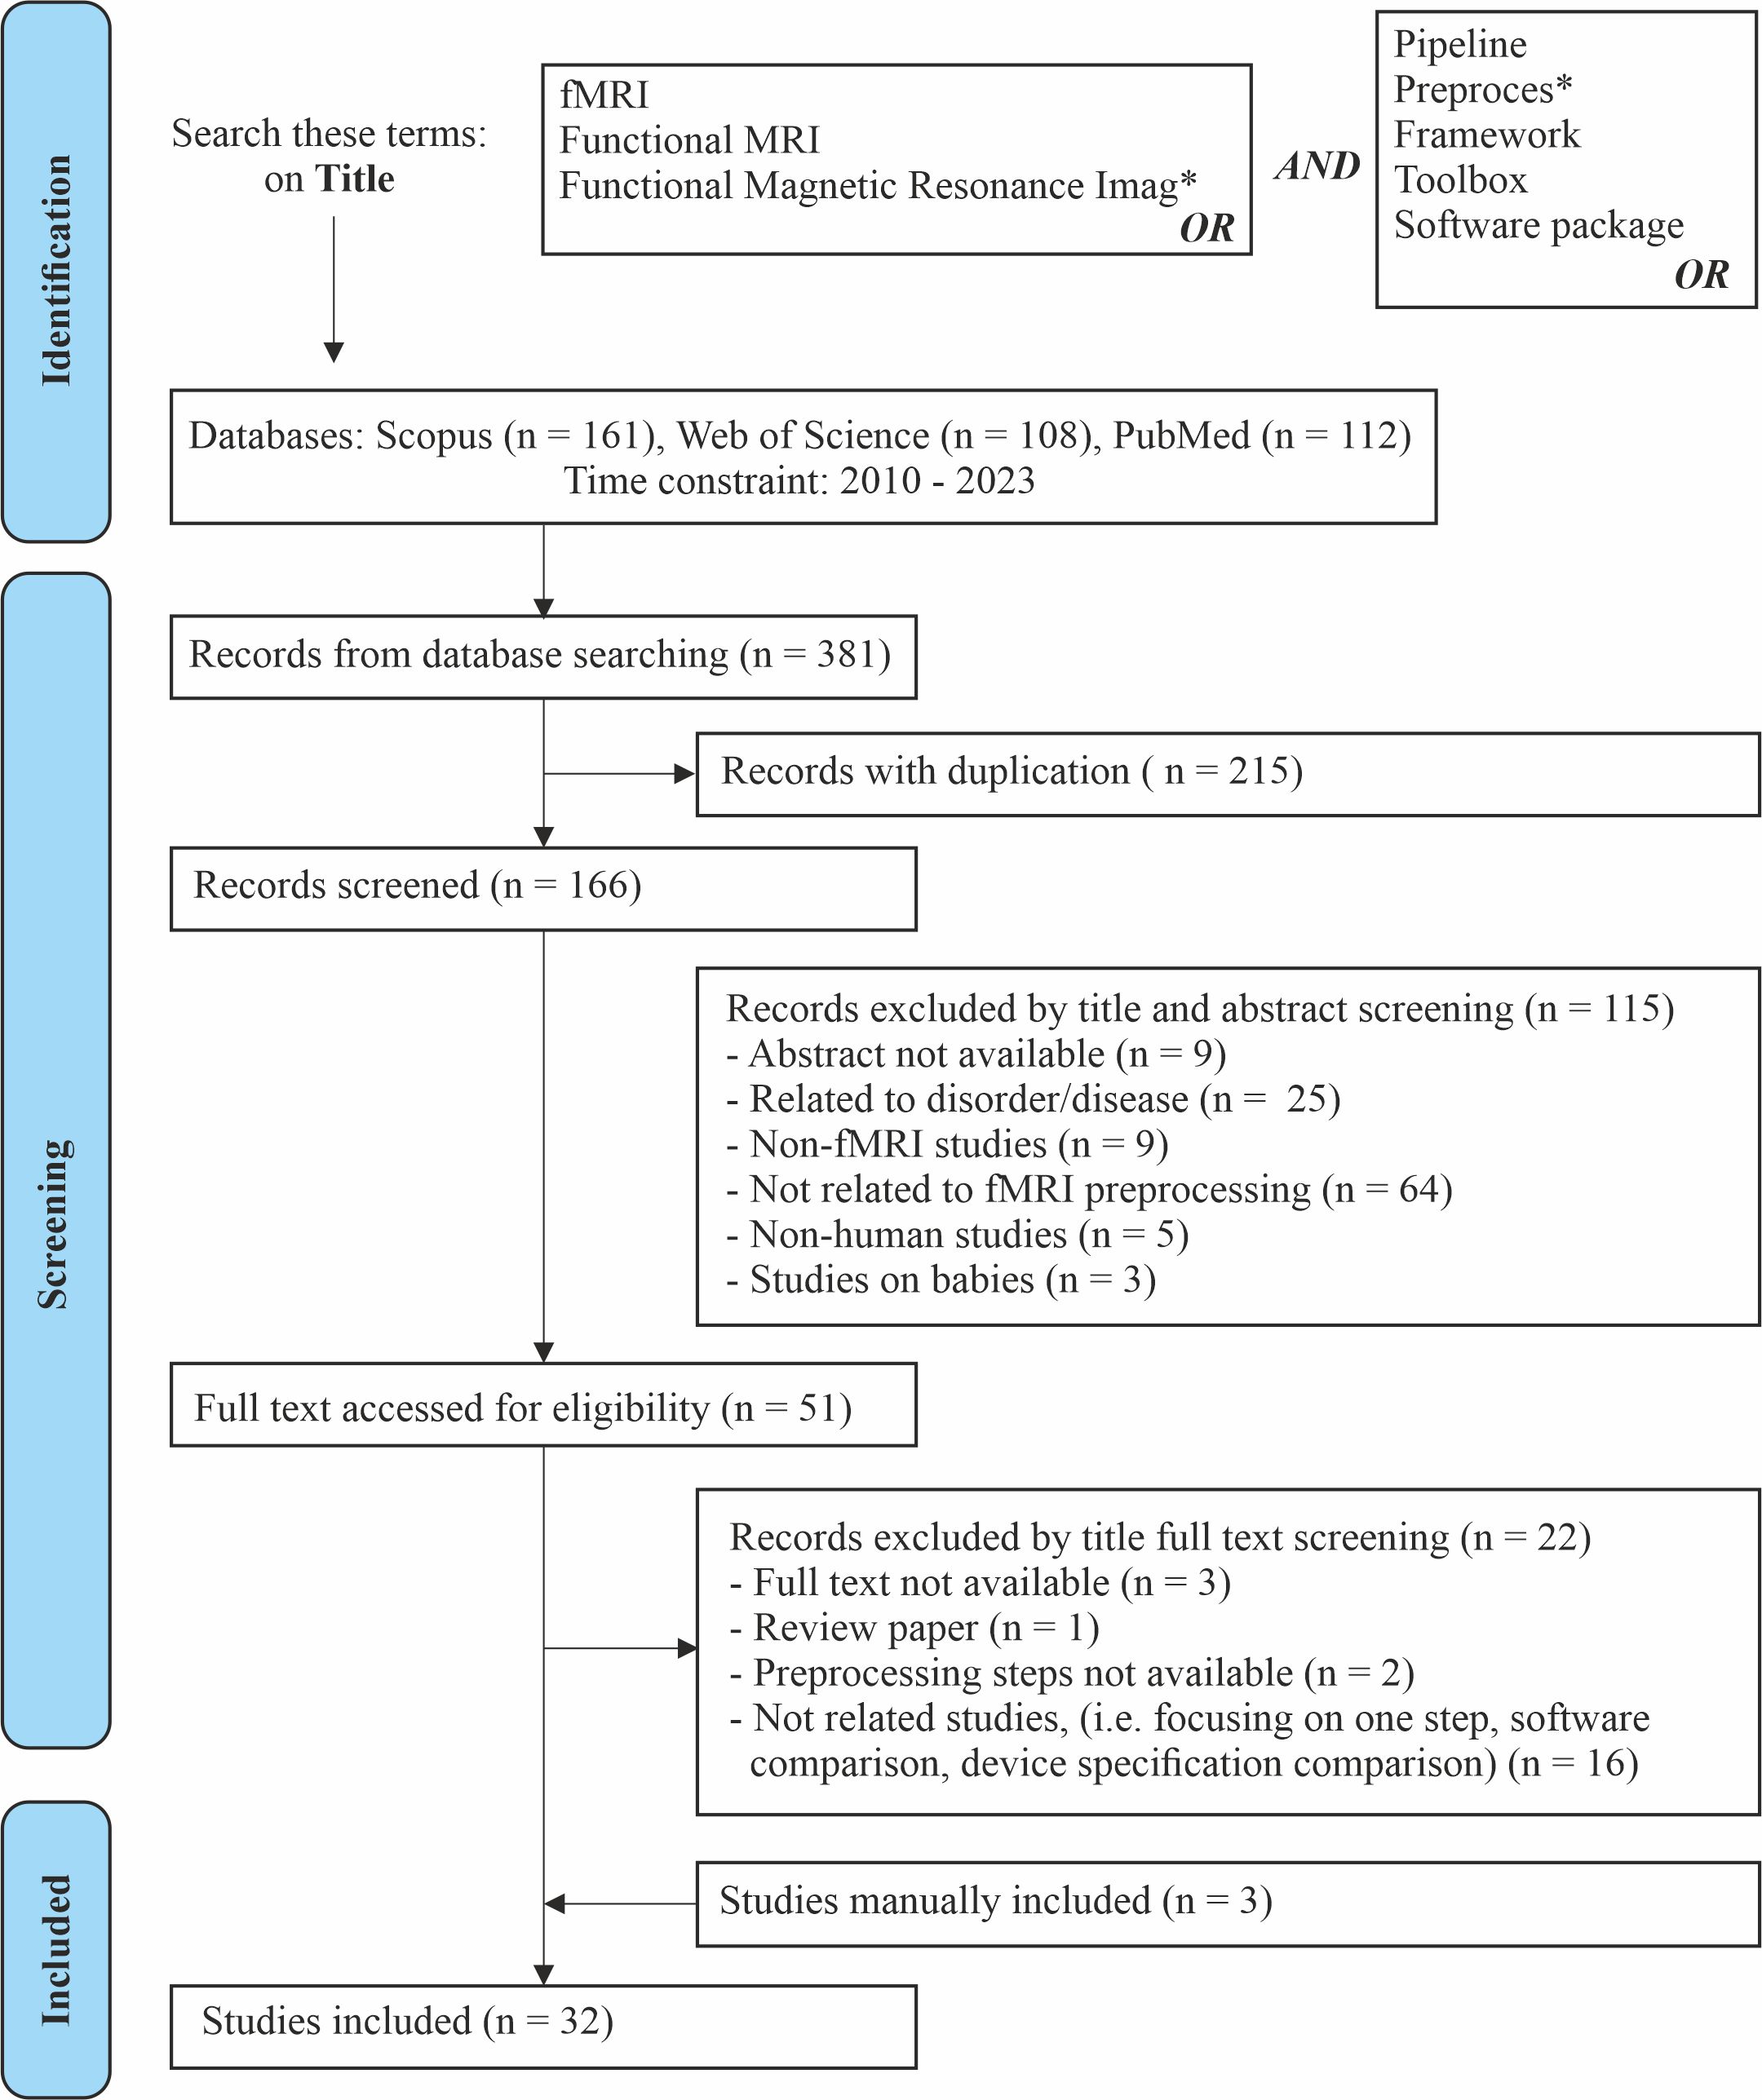 Identification
Search these terms:
on Title
fMRI
Functional MRI
Functional Magnetic Resonance Imag*
OR
AND
Pipeline
Preproces*
Framework
Toolbox
Software package
OR
Databases: Scopus (n = 161), Web of Science (n = 108), PubMed (n = 112)
Time constraint: 2010 - 2023
Screening
Records from database searching (n = 381)
Records with duplication ( n = 215)
Records screened (n = 166)
Records excluded by title and abstract screening (n = 115)
- Abstract not available (n = 9)
- Related to disorder/disease (n =  25)
- Non-fMRI studies (n = 9)
- Not related to fMRI preprocessing (n = 64)
- Non-human studies (n = 5)
- Studies on babies (n = 3)
Full text accessed for eligibility (n = 51)
Records excluded by title full text screening (n = 22)
- Full text not available (n = 3)
- Review paper (n = 1)
- Preprocessing steps not available (n = 2)
- Not related studies, (i.e. focusing on one step, software
comparison, device specification comparison) (n = 16)
Included
Studies manually included (n = 3)
Studies included (n = 32)